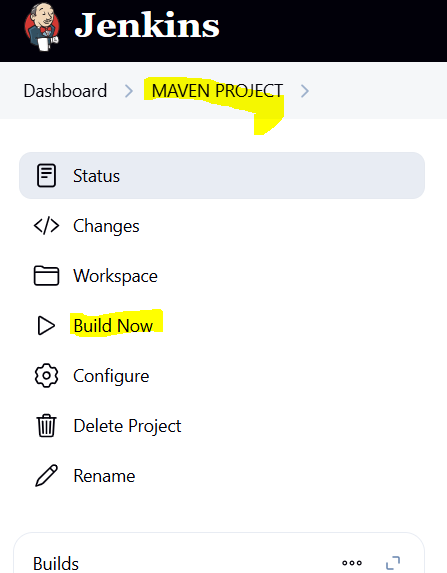 Jenkins
Dashboard > MAVEN PROJECT >
Status
Changes
Workspace
Build Now
Configure
Delete Project
Rename
Builds